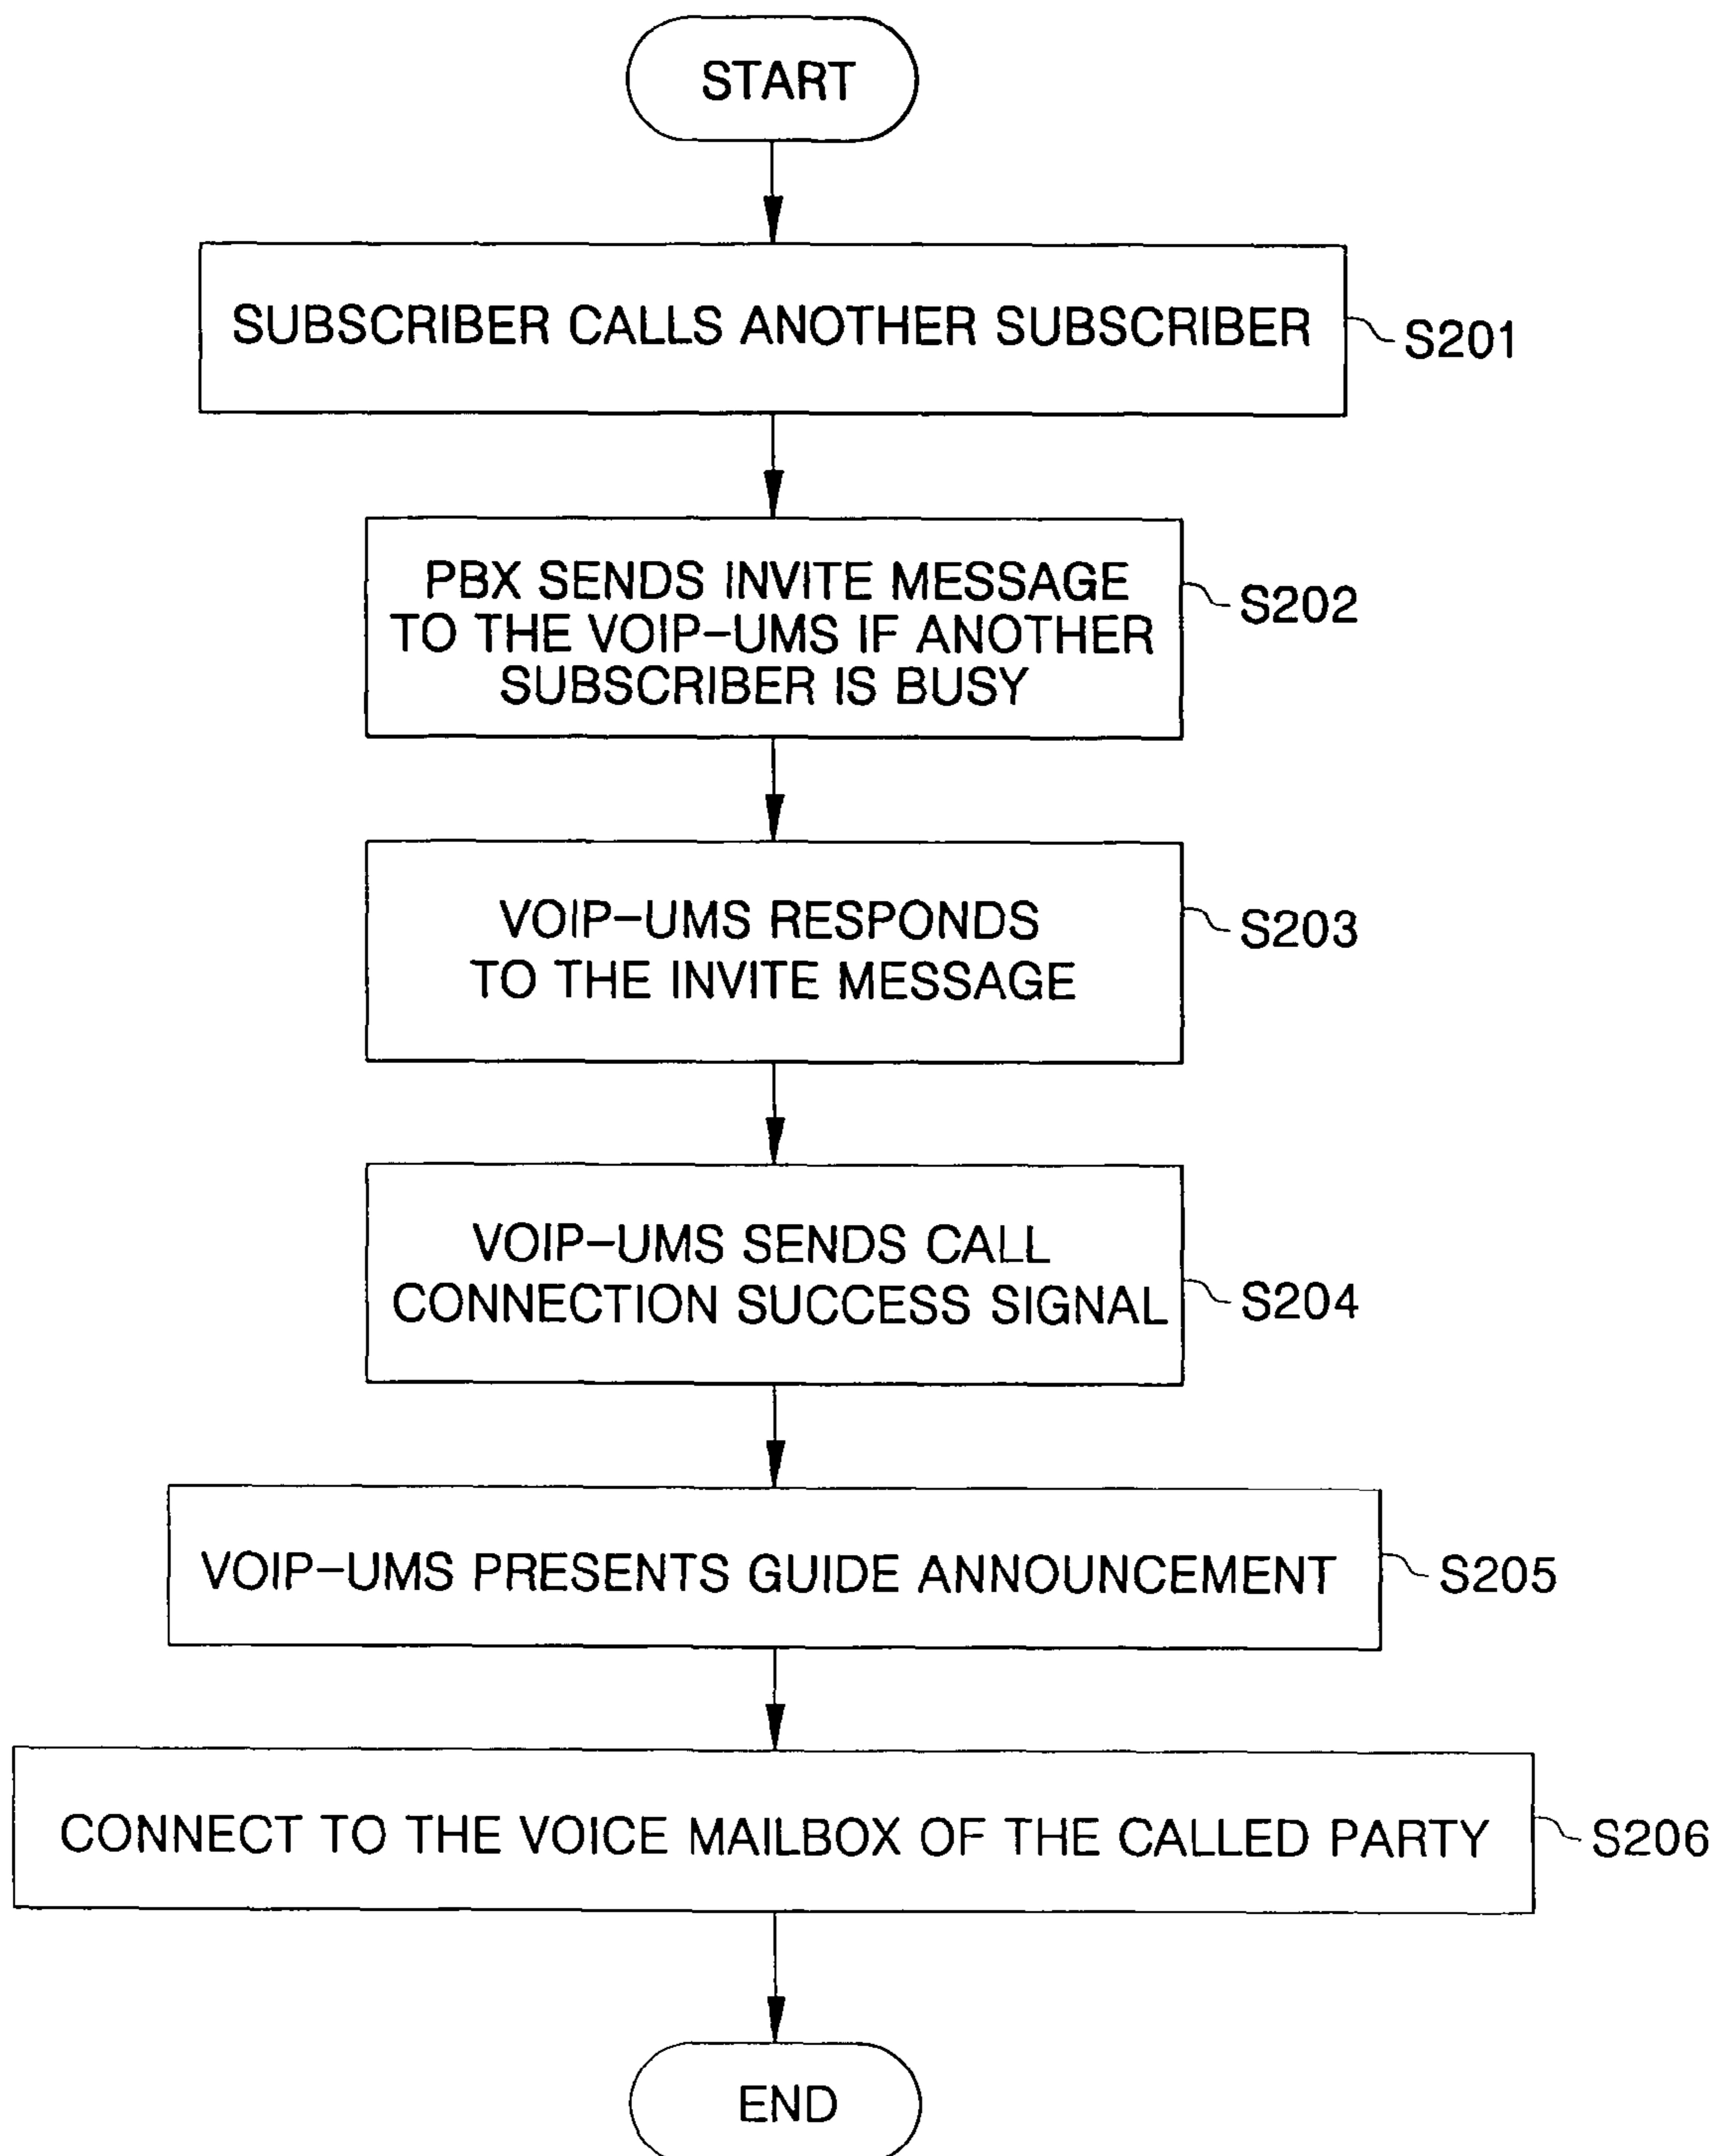 START
SUBSCRIBER CALLS ANOTHER SUBSCRIBER
S201
PBX SENDS INVITE MESSAGE
TO THE VOIP-UMS IF ANOTHER
SUBSCRIBER IS BUSY
S202
VOIP-UMS RESPONDS
TO THE INVITE MESSAGE
S203
VOIP-UMS SENDS CALL
CONNECTION SUCCESS SIGNAL
S204
VOIP-UMS PRESENTS GUIDE ANNOUNCEMENT
S205
CONNECT TO THE VOICE MAILBOX OF THE CALLED PARTY
S206
END